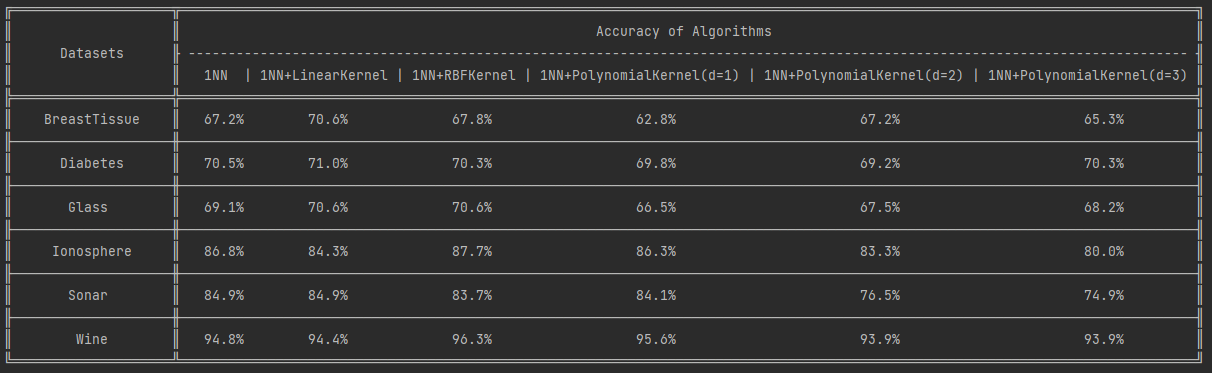 Accuracy of Algorithms
Datasets
1NN | 1NN+LinearKernel | 1NN+RBFKernel | 1NN+PolynomialKernel(d=1) | 1NN+PolynomialKernel(d=2) | 1NN+PolynomialKernel(d=3)
BreastTissue 67.2% 70.6% 67.8% 62.8% 67.2% 65.3%
Diabetes 70.5% 71.0% 70.3% 69.8% 69.2% 70.3%
Glass 69.1% 70.6% 70.6% 66.5% 67.5% 68.2%
Ionosphere 86.8% 84.3% 87.7% 86.3% 83.3% 80.0%
Sonar 84.9% 84.9% 83.7% 84.1% 76.5% 74.9%
Wine 94.8% 94.4% 96.3% 95.6% 93.9% 93.9%